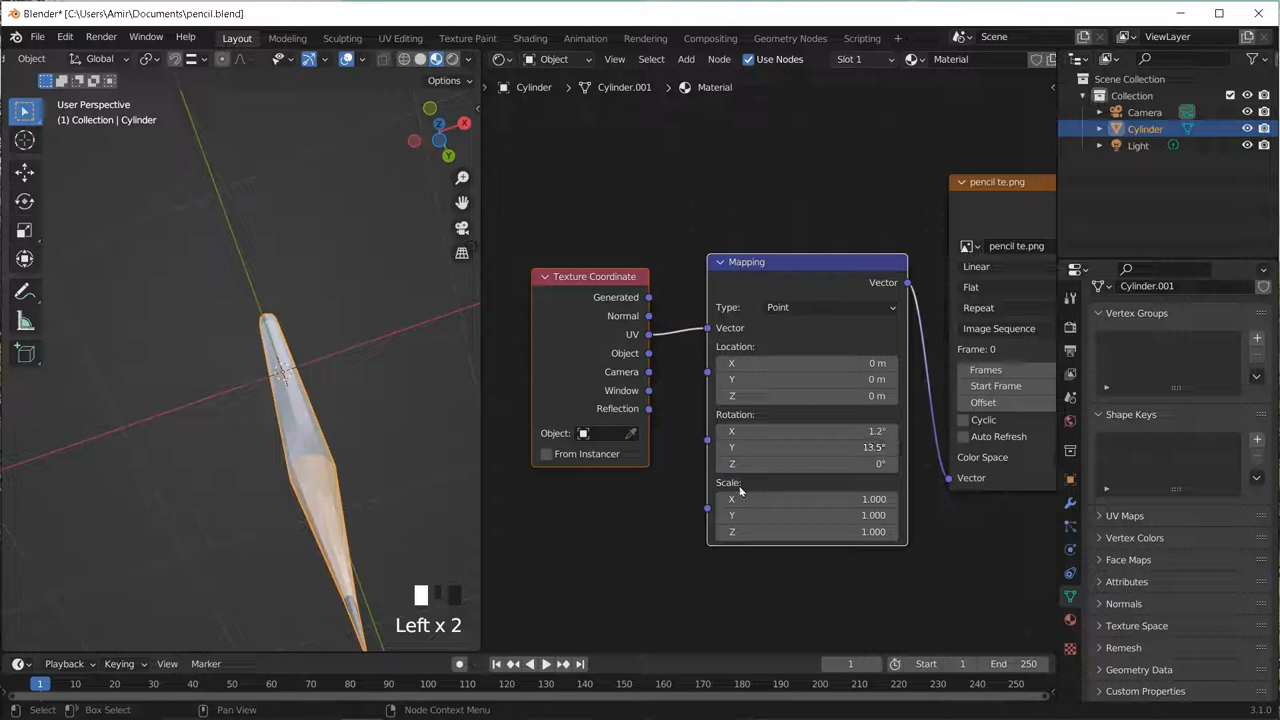 Blender* [C:\Users\Amir\Documents\pencil.blend]
File Edit Render Window Help Layout Modeling Sculpting UV Editing Texture Paint Shading Animation Rendering Compositing Geometry Nodes Scripting Scene ViewLayer
Object Global Object View Select Add Node Use Nodes Slot 1 Material
Options
Cylinder > Cylinder.001 > Material
User Perspective
(1) Collection | Cylinder
Z
X
Y
Scene Collection
Collection
Camera
Cylinder
Light
Texture Coordinate
Generated
Normal
UV
Object
Camera
Window
Reflection
Object:
From Instancer
Mapping
Vector
Type: Point
Vector
Location:
X 0 m
Y 0 m
Z 0 m
Rotation:
X 1.2°
Y 13.5°
Z 0°
Scale:
X 1.000
Y 1.000
Z 1.000
pencil te.png
pencil te.png
Linear
Flat
Repeat
Image Sequence
Frame: 0
Frames
Start Frame
Offset
Cyclic
Auto Refresh
Color Space
Vector
Cylinder.001
Vertex Groups
Shape Keys
UV Maps
Vertex Colors
Face Maps
Attributes
Normals
Texture Space
Remesh
Geometry Data
Custom Properties
Left x 2
Playback Keying View Marker 1 Start 1 End 250
1 10 20 30 40 50 60 70 80 90 100 110 120 130 140 150 160 170 180 190 200 210 220 230 240 250
Select Box Select Pan View Node Context Menu 3.1.0